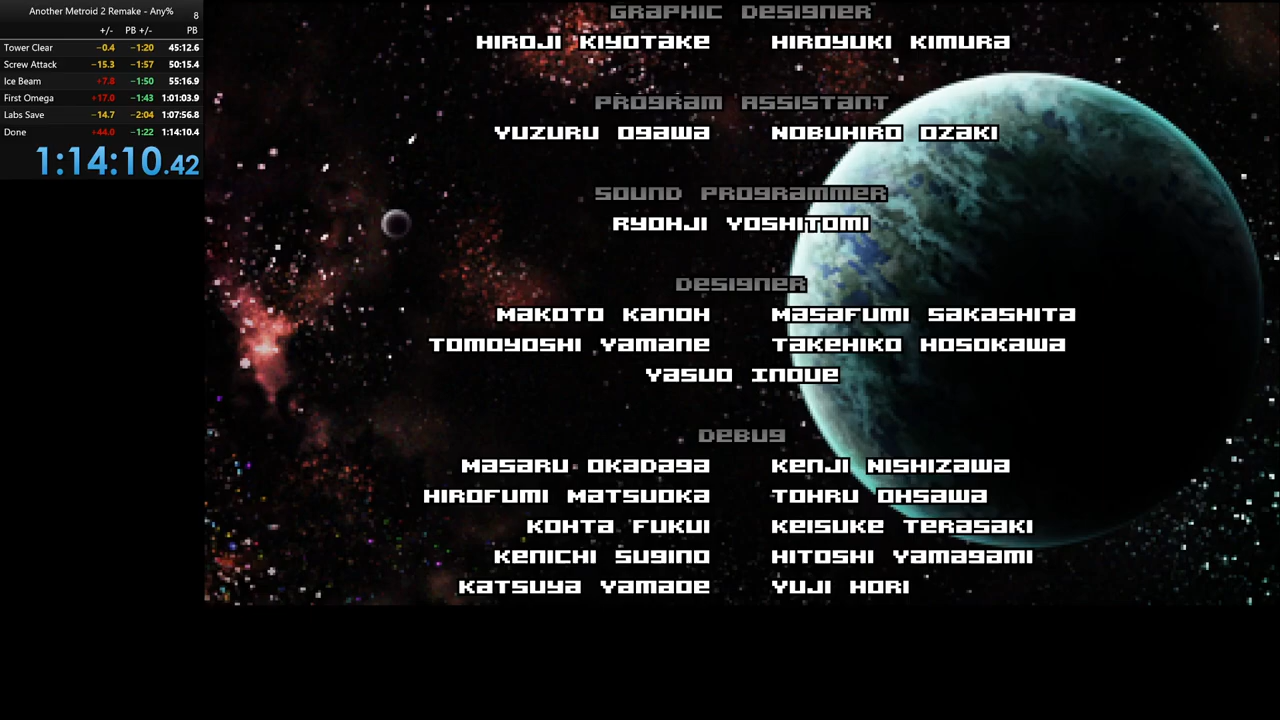 Another Metroid 2 Remake - Any%
8
+/- PB +/- PB
Tower Clear −0.4 −1:20 45:12.6
Screw Attack −15.3 −1:57 50:15.4
Ice Beam +7.8 −1:50 55:16.9
First Omega +17.0 −1:43 1:01:03.9
Labs Save −14.7 −2:04 1:07:56.8
Done +44.0 −1:22 1:14:10.4
1:14:10.42
GRAPHIC DESIGNER
HIROJI KIYOTAKE HIROYUKI KIMURA
PROGRAM ASSISTANT
YUZURU OGAWA NOBUHIRO OZAKI
SOUND PROGRAMMER
RYOHJI YOSHITOMI
DESIGNER
MAKOTO KANOH MASAFUMI SAKASHITA
TOMOYOSHI YAMANE TAKEHIKO HOSOKAWA
YASUO INOUE
DEBUG
MASARU OKADAGA KENJI NISHIZAWA
HIROFUMI MATSUOKA TOHRU OHSAWA
KOHTA FUKUI KEISUKE TERASAKI
KENICHI SUGINO HITOSHI YAMAGAMI
KATSUYA YAMAOE YUJI HORI